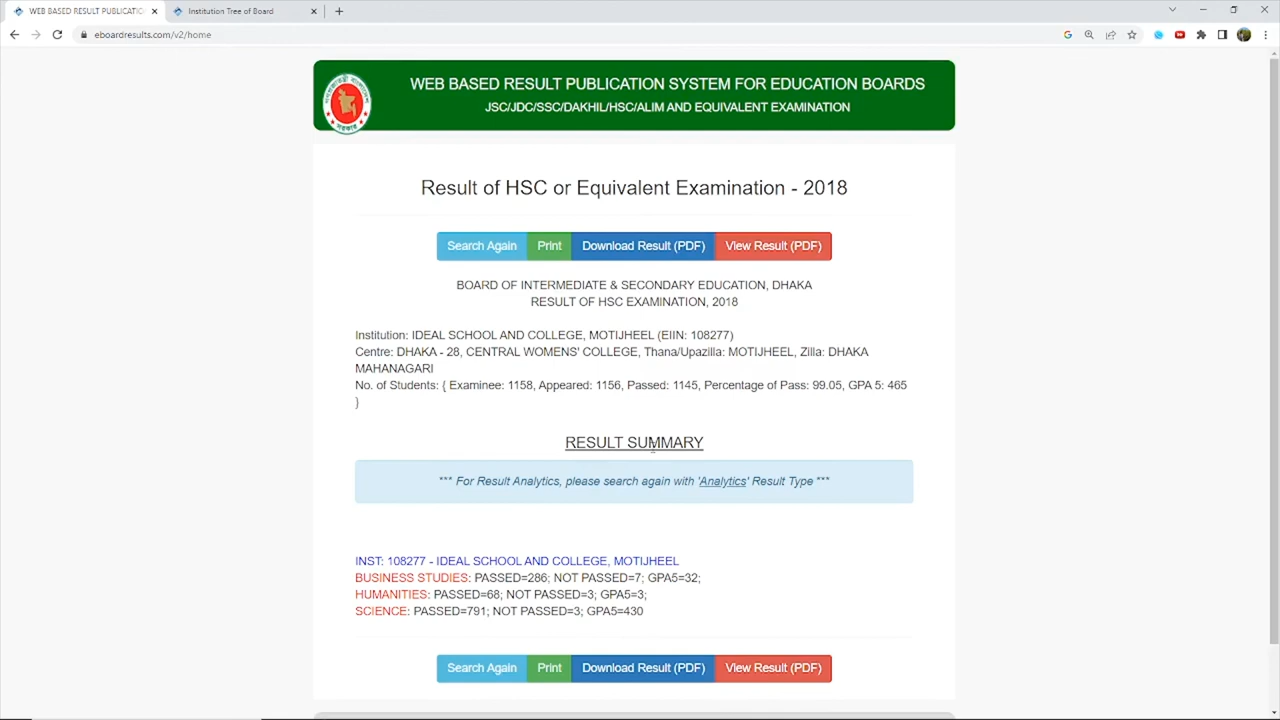 WEB BASED RESULT PUBLICATION
Institution Tree of Board
eboardresults.com/v2/home
WEB BASED RESULT PUBLICATION SYSTEM FOR EDUCATION BOARDS
JSC/JDC/SSC/DAKHIL/HSC/ALIM AND EQUIVALENT EXAMINATION
Result of HSC or Equivalent Examination - 2018
Search Again Print Download Result (PDF) View Result (PDF)
BOARD OF INTERMEDIATE & SECONDARY EDUCATION, DHAKA
RESULT OF HSC EXAMINATION, 2018
Institution: IDEAL SCHOOL AND COLLEGE, MOTIJHEEL (EIIN: 108277)
Centre: DHAKA - 28, CENTRAL WOMENS' COLLEGE, Thana/Upazilla: MOTIJHEEL, Zilla: DHAKA
MAHANAGARI
No. of Students: { Examinee: 1158, Appeared: 1156, Passed: 1145, Percentage of Pass: 99.05, GPA 5: 465
}
RESULT SUMMARY
*** For Result Analytics, please search again with 'Analytics' Result Type ***
INST: 108277 - IDEAL SCHOOL AND COLLEGE, MOTIJHEEL
BUSINESS STUDIES: PASSED=286; NOT PASSED=7; GPA5=32;
HUMANITIES: PASSED=68; NOT PASSED=3; GPA5=3;
SCIENCE: PASSED=791; NOT PASSED=3; GPA5=430
Search Again Print Download Result (PDF) View Result (PDF)